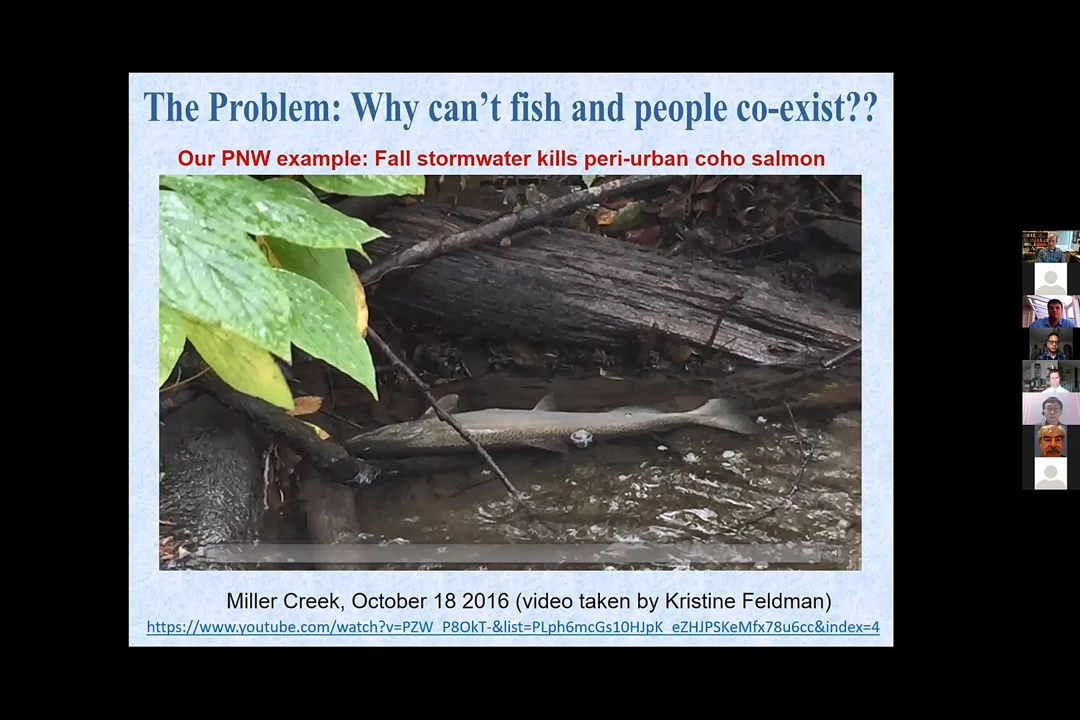 The Problem: Why can’t fish and people co-exist??
Our PNW example: Fall stormwater kills peri-urban coho salmon
Miller Creek, October 18 2016 (video taken by Kristine Feldman)
https://www.youtube.com/watch?v=PZW_P8OkT-&list=PLph6mcGs10HJpK_eZHJPSKeMfx78u6cc&index=4